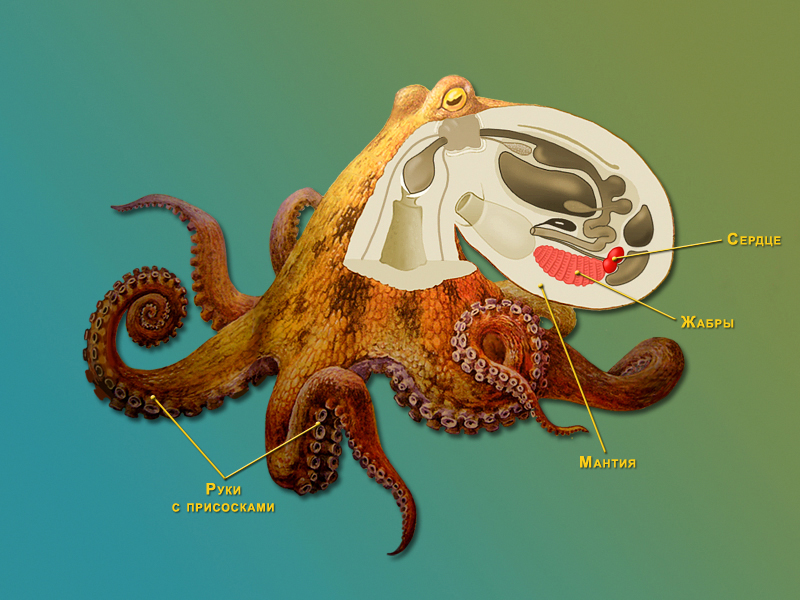 Сердце
Жабры
Мантия
Руки
с присосками